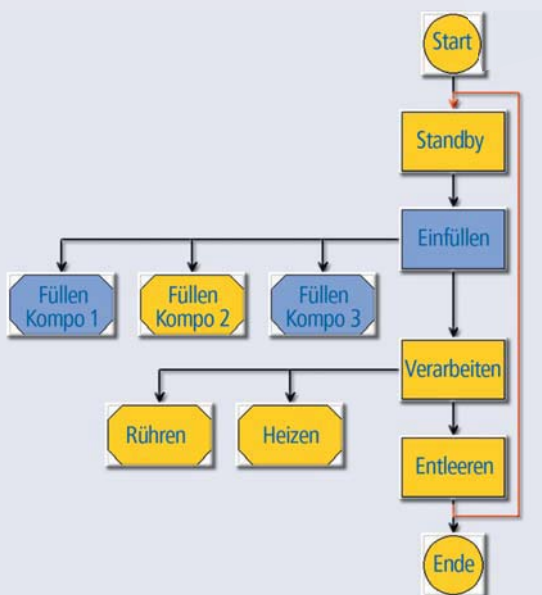 Start
Standby
Einfüllen
Füllen
Kompo 1
Füllen
Kompo 2
Füllen
Kompo 3
Verarbeiten
Rühren
Heizen
Entleeren
Ende